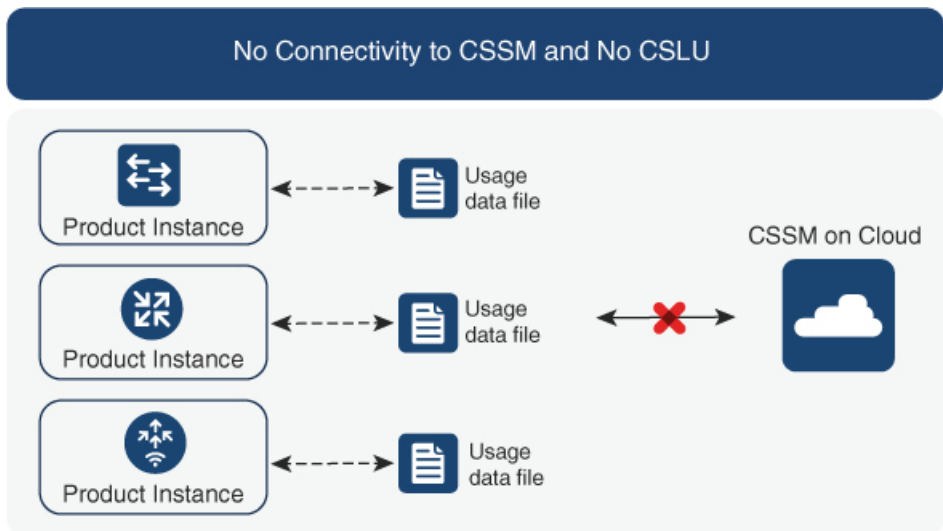 No Connectivity to CSSM and No CSLU
Product Instance
Usage
data file
CSSM on Cloud
Product Instance
Usage
data file
Product Instance
Usage
data file